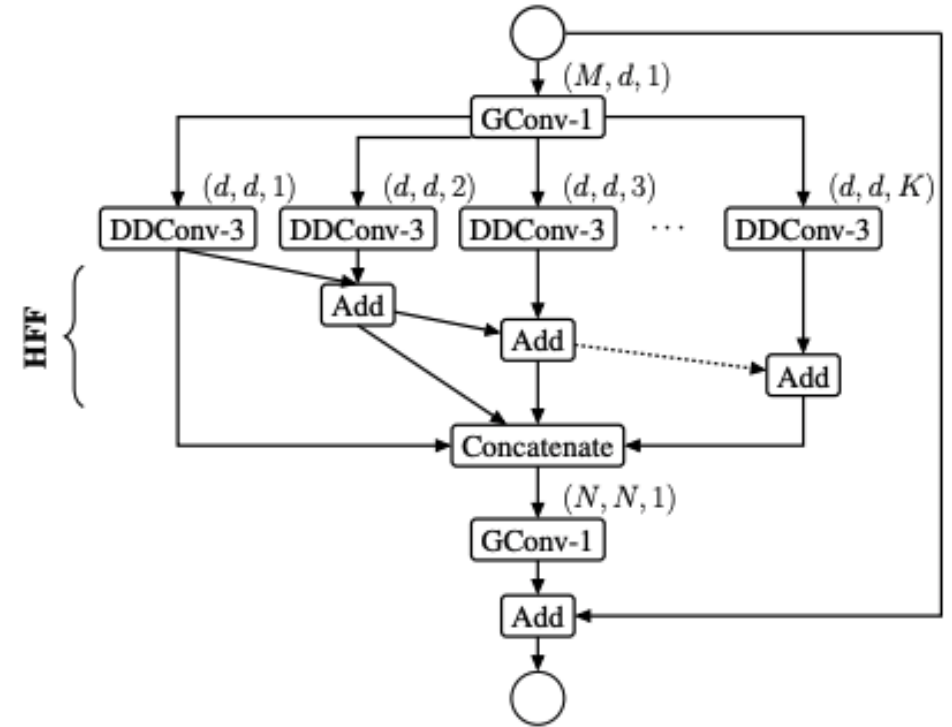 (M, d, 1)
GConv-1
(d, d, 1) (d, d, 2) (d, d, 3) (d, d, K)
DDConv-3 DDConv-3 DDConv-3 ... DDConv-3
HFF
Add
Add
Add
Concatenate
(N, N, 1)
GConv-1
Add